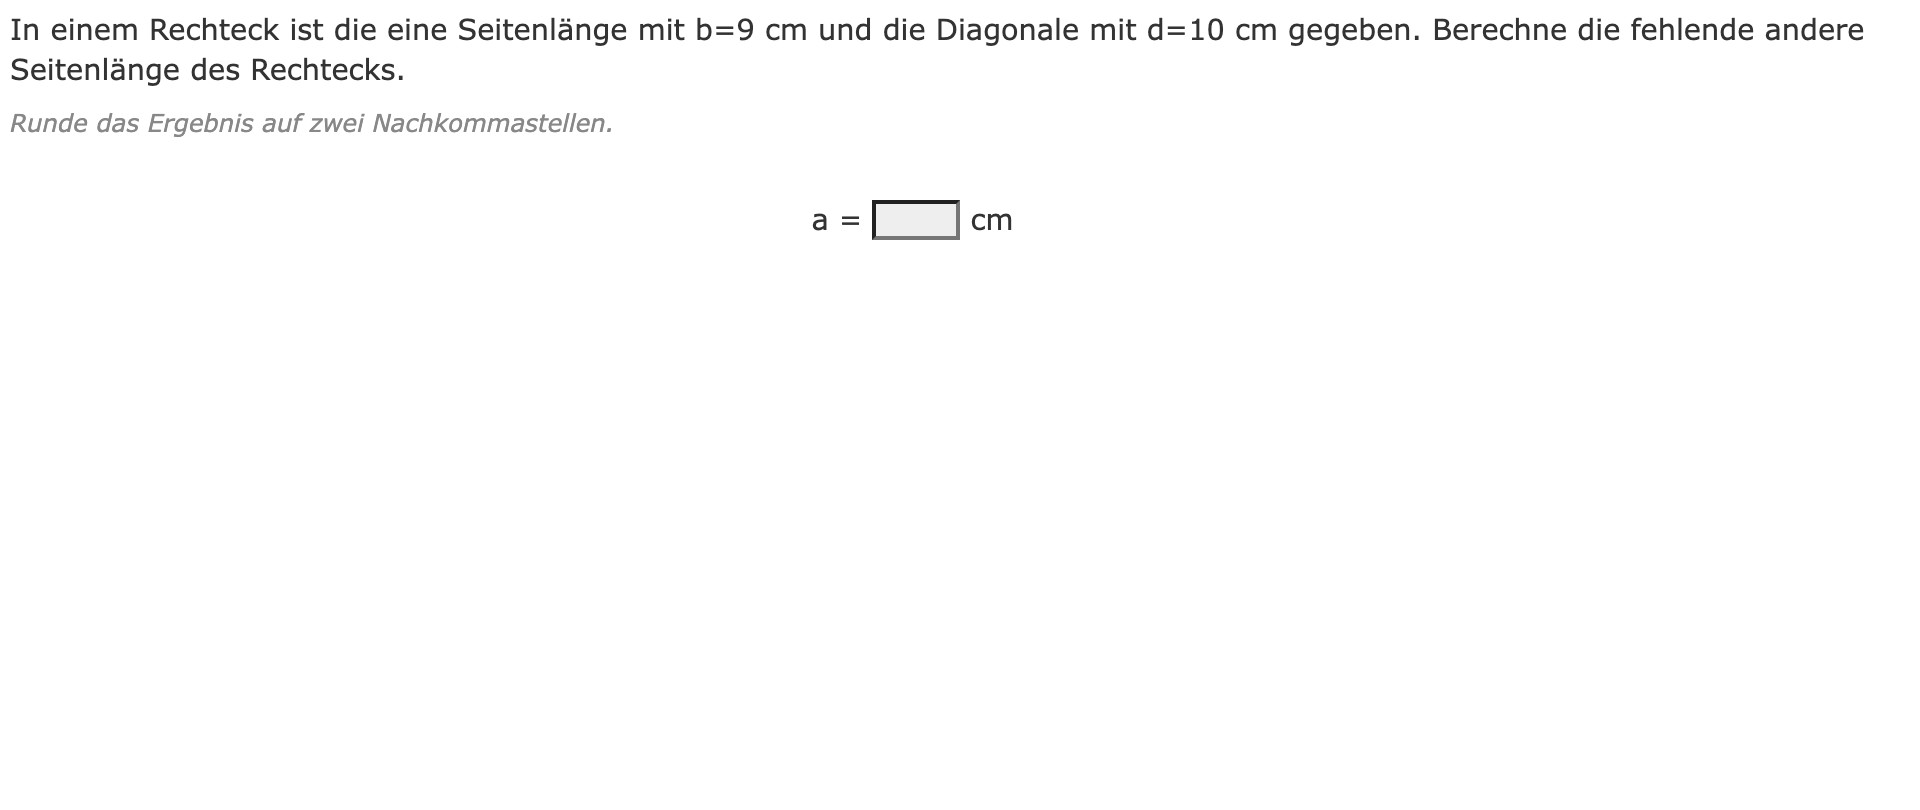 In einem Rechteck ist die eine Seitenlänge mit b=9 cm und die Diagonale mit d=10 cm gegeben. Berechne die fehlende andere
Seitenlänge des Rechtecks.
Runde das Ergebnis auf zwei Nachkommastellen.
a = cm